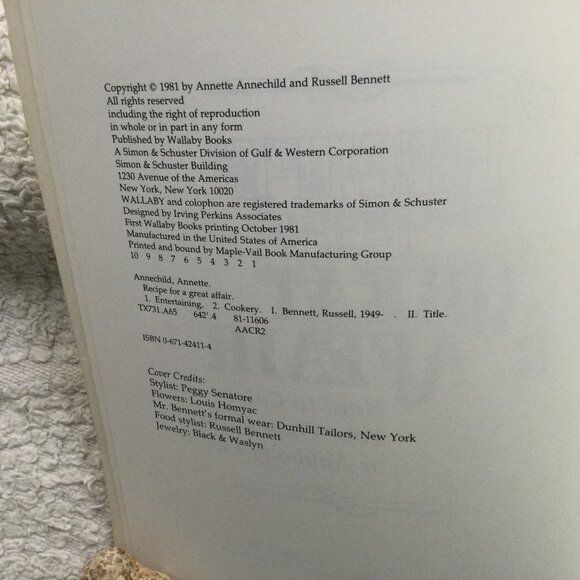 Copyright © 1981 by Annette Annechild and Russell Bennett
All rights reserved
including the right of reproduction
in whole or in part in any form
Published by Wallaby Books
A Simon & Schuster Division of Gulf & Western Corporation
Simon & Schuster Building
1230 Avenue of the Americas
New York, New York 10020
WALLABY and colophon are registered trademarks of Simon & Schuster
Designed by Irving Perkins Associates
First Wallaby Books printing October 1981
Manufactured in the United States of America
Printed and bound by Maple-Vail Book Manufacturing Group
10 9 8 7 6 5 4 3 2 1
Annechild, Annette.
Recipe for a great affair.
1. Entertaining. 2. Cookery. I. Bennett, Russell, 1949- . II. Title.
TX731.A65 642'.4 81-11606
AACR2
ISBN 0-671-42411-4
Cover Credits:
Stylist: Peggy Senatore
Flowers: Louis Homyac
Mr. Bennett's formal wear: Dunhill Tailors, New York
Food stylist: Russell Bennett
Jewelry: Black & Waslyn